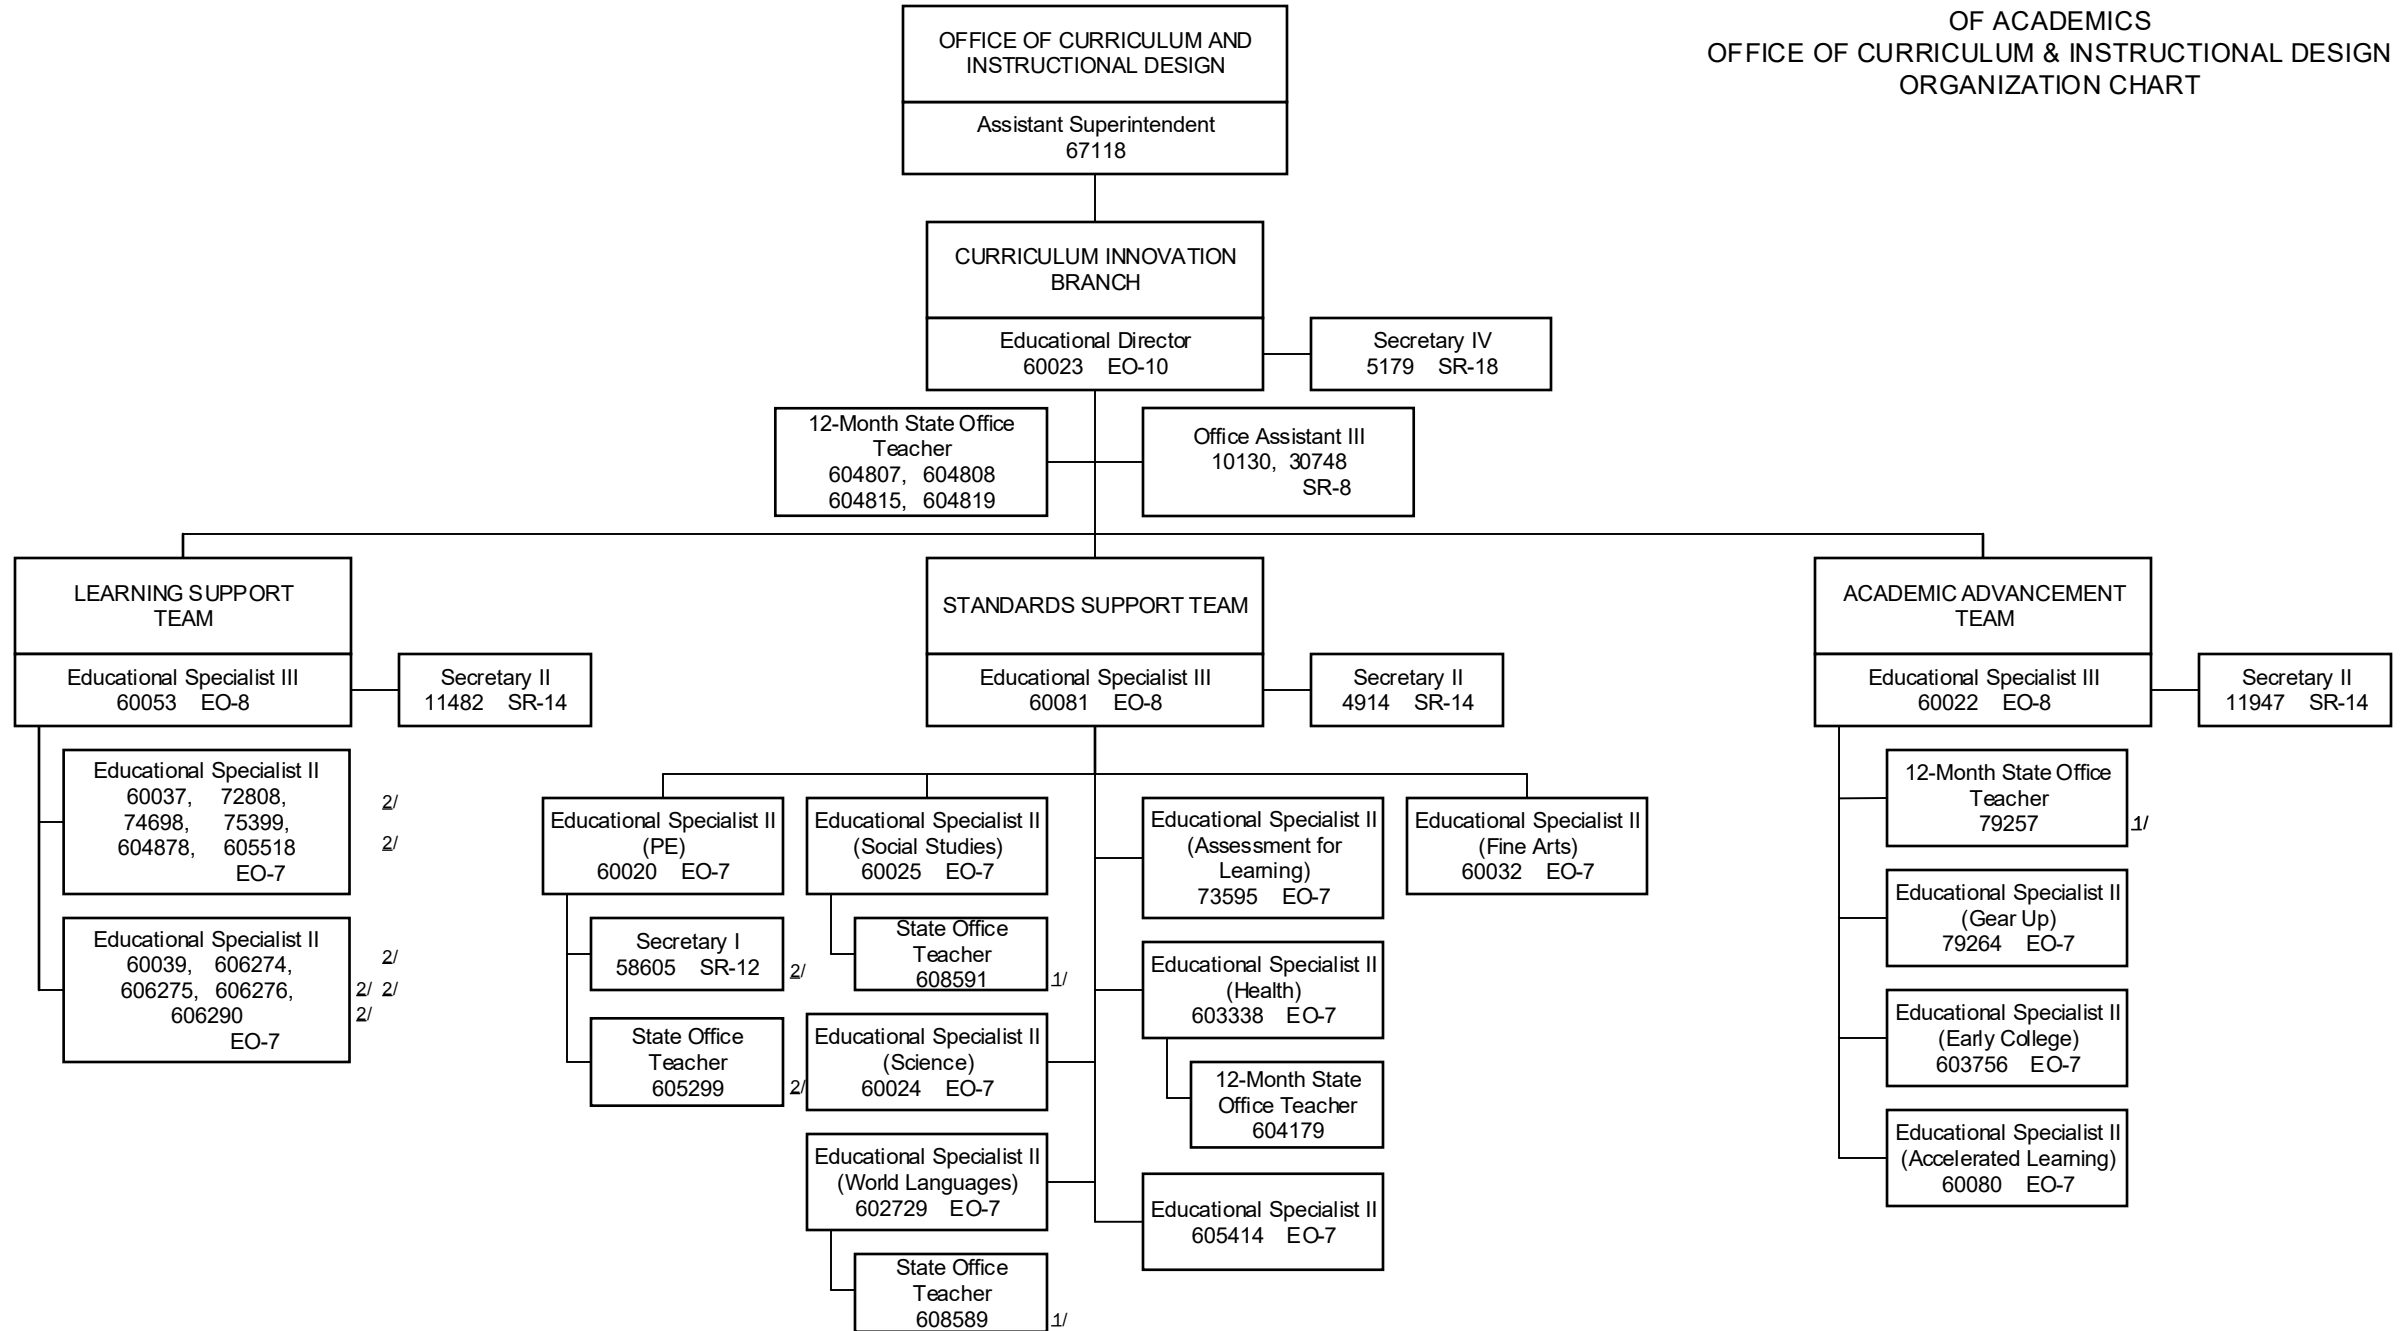 OF ACADEMICS
OFFICE OF CURRICULUM & INSTRUCTIONAL DESIGN
ORGANIZATION CHART
OFFICE OF CURRICULUM AND
INSTRUCTIONAL DESIGN
Assistant Superintendent
67118
CURRICULUM INNOVATION
BRANCH
Educational Director
60023 EO-10
Secretary IV
5179 SR-18
12-Month State Office
Teacher
604807, 604808
604815, 604819
Office Assistant III
10130, 30748
SR-8
LEARNING SUPPORT
TEAM
Educational Specialist III
60053 EO-8
Secretary II
11482 SR-14
Educational Specialist II
60037, 72808, 2/
74698, 75399,
604878, 605518 2/
EO-7
Educational Specialist II
60039, 606274, 2/
606275, 606276, 2/ 2/
606290 2/
EO-7
STANDARDS SUPPORT TEAM
Educational Specialist III
60081 EO-8
Secretary II
4914 SR-14
Educational Specialist II
(PE)
60020 EO-7
Secretary I
58605 SR-12 2/
State Office
Teacher
605299 2/
Educational Specialist II
(Social Studies)
60025 EO-7
State Office
Teacher
608591 1/
Educational Specialist II
(Science)
60024 EO-7
Educational Specialist II
(World Languages)
602729 EO-7
State Office
Teacher
608589 1/
Educational Specialist II
(Assessment for
Learning)
73595 EO-7
Educational Specialist II
(Health)
603338 EO-7
12-Month State
Office Teacher
604179
Educational Specialist II
605414 EO-7
Educational Specialist II
(Fine Arts)
60032 EO-7
ACADEMIC ADVANCEMENT
TEAM
Educational Specialist III
60022 EO-8
Secretary II
11947 SR-14
12-Month State Office
Teacher
79257 1/
Educational Specialist II
(Gear Up)
79264 EO-7
Educational Specialist II
(Early College)
603756 EO-7
Educational Specialist II
(Accelerated Learning)
60080 EO-7